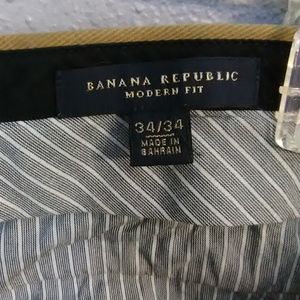 BANANA REPUBLIC
MODERN FIT
34/34
MADE IN
BAHRAIN